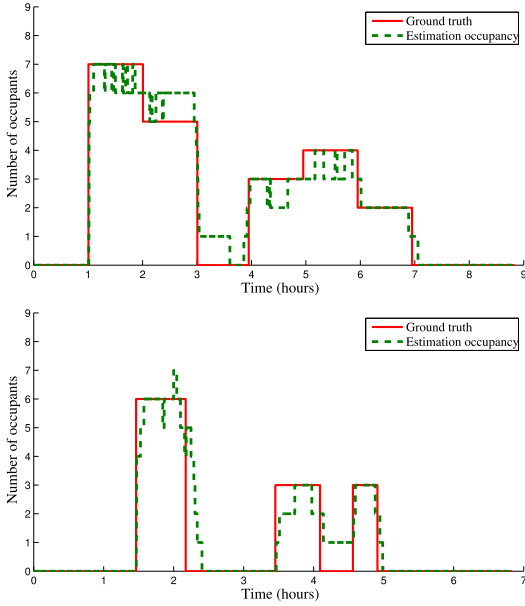 9
8
7
6
5
4
3
2
1
0
Number of occupants
Ground truth
Estimation occupancy
0 1 2 3 4 5 6 7 8 9
Time (hours)
9
8
7
6
5
4
3
2
1
0
Number of occupants
Ground truth
Estimation occupancy
0 1 2 3 4 5 6 7
Time (hours)